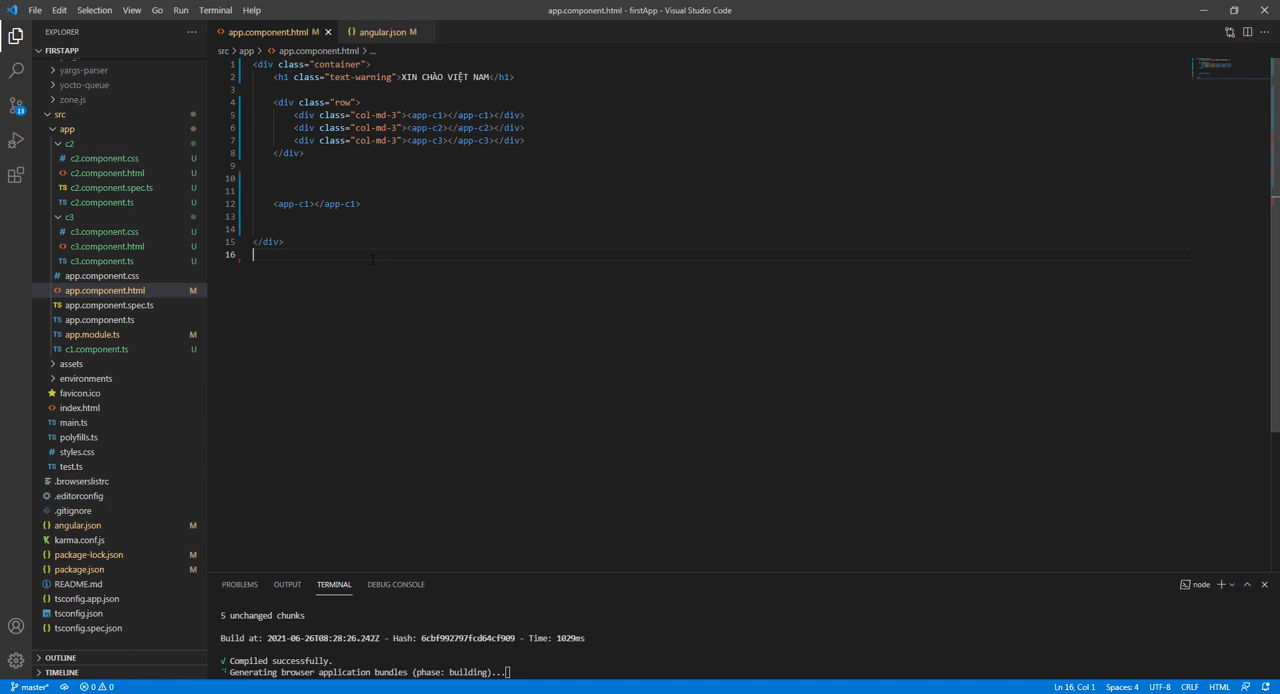 File Edit Selection View Go Run Terminal Help
app.component.html - firstApp - Visual Studio Code
EXPLORER
FIRSTAPP
yargs-parser
yocto-queue
zone.js
src
app
c2
c2.component.css U
c2.component.html U
c2.component.spec.ts U
c2.component.ts U
c3
c3.component.css U
c3.component.html U
c3.component.ts U
app.component.css
app.component.html M
app.component.spec.ts
app.component.ts
app.module.ts M
c1.component.ts U
assets
environments
favicon.ico
index.html
main.ts
polyfills.ts
styles.css
test.ts
.browserslistrc
.editorconfig
.gitignore
angular.json M
karma.conf.js
package-lock.json M
package.json M
README.md
tsconfig.app.json
tsconfig.json
tsconfig.spec.json
OUTLINE
TIMELINE
app.component.html M
angular.json M
src > app > app.component.html > ...
1 <div class="container">
2 <h1 class="text-warning">XIN CHÀO VIỆT NAM</h1>
3
4 <div class="row">
5 <div class="col-md-3"><app-c1></app-c1></div>
6 <div class="col-md-3"><app-c2></app-c2></div>
7 <div class="col-md-3"><app-c3></app-c3></div>
8 </div>
9
10
11
12 <app-c1></app-c1>
13
14
15 </div>
16
PROBLEMS OUTPUT TERMINAL DEBUG CONSOLE
node
5 unchanged chunks
Build at: 2021-06-26T08:28:26.242Z - Hash: 6cbf992797fcd64cf909 - Time: 1029ms
√ Compiled successfully.
Generating browser application bundles (phase: building)...
13
master* 0 0
Ln 16, Col 1 Spaces: 4 UTF-8 CRLF HTML